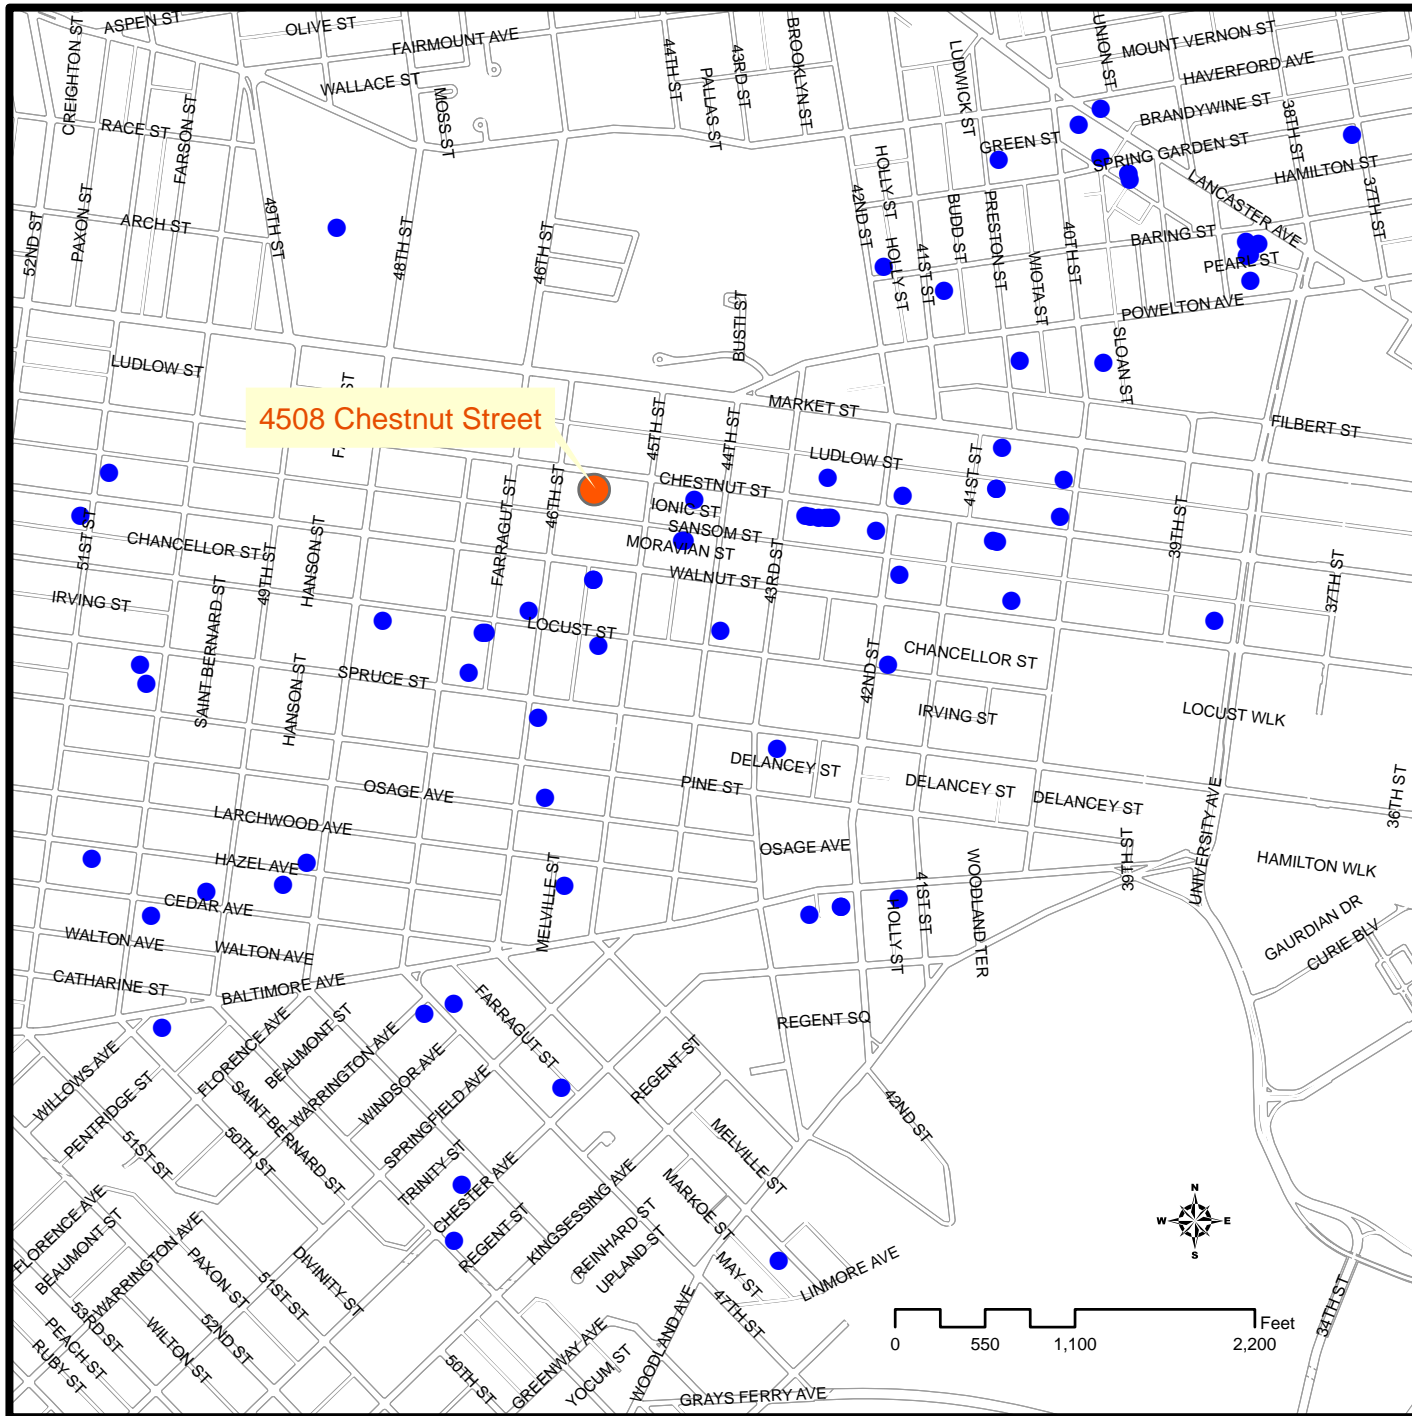 ASPEN ST
OLIVE ST
FAIRMOUNT AVE
WALLACE ST
CREIGHTON ST
RACE ST
FARSON ST
MOSS ST
44TH ST
PALLAS ST
43RD ST
BROOKLYN ST
LUDWICK ST
UNION ST
MOUNT VERNON ST
HAVERFORD AVE
BRANDYWINE ST
GREEN ST
SPRING GARDEN ST
38TH ST
HAMILTON ST
LANCASTER AVE
37TH ST
52ND ST
PAXON ST
ARCH ST
49TH ST
48TH ST
46TH ST
42ND ST
HOLLY ST
HOLLY ST
41ST ST
BUDD ST
PRESTON ST
WIOTA ST
40TH ST
BARING ST
PEARL ST
POWELTON AVE
SLOAN ST
BUSTI ST
LUDLOW ST
4508 Chestnut Street
45TH ST
44TH ST
MARKET ST
FILBERT ST
LUDLOW ST
CHESTNUT ST
IONIC ST
SANSOM ST
MORAVIAN ST
WALNUT ST
43RD ST
41ST ST
39TH ST
37TH ST
46TH ST
FARRAGUT ST
51ST ST
CHANCELLOR ST
49TH ST
HANSON ST
IRVING ST
SAINT BERNARD ST
HANSON ST
SPRUCE ST
LOCUST ST
42ND ST
CHANCELLOR ST
IRVING ST
LOCUST WLK
DELANCEY ST
DELANCEY ST
DELANCEY ST
PINE ST
OSAGE AVE
LARCHWOOD AVE
HAZEL AVE
CEDAR AVE
WALTON AVE
WALTON AVE
CATHARINE ST
BALTIMORE AVE
MELVILLE ST
OSAGE AVE
HOLLY ST
41ST ST
WOODLAND TER
39TH ST
UNIVERSITY AVE
36TH ST
HAMILTON WLK
GAURDIAN DR
CURIE BLV
REGENT SQ
42ND ST
FARRAGUT ST
REGENT ST
WILLOWS AVE
PENTRIDGE ST
FLORENCE AVE
BEAUMONT ST
WARRINGTON AVE
WINDSOR AVE
SPRINGFIELD AVE
SAINT BERNARD ST
51ST ST
50TH ST
TRINITY ST
CHESTER AVE
REGENT ST
KINGSESSING AVE
REINHARD ST
UPLAND ST
MELVILLE ST
MARKOE ST
MAY ST
LINMORE AVE
47TH ST
WOODLAND AVE
FLORENCE AVE
BEAUMONT ST
WARRINGTON AVE
PAXON ST
51ST ST
DIVINITY ST
53RD ST
PEACH ST
RUBY ST
WILTON ST
52ND ST
50TH ST
GREENWAY AVE
YOCUM ST
GRAYS FERRY AVE
34TH ST
N
W E
S
Feet
0 550 1,100 2,200